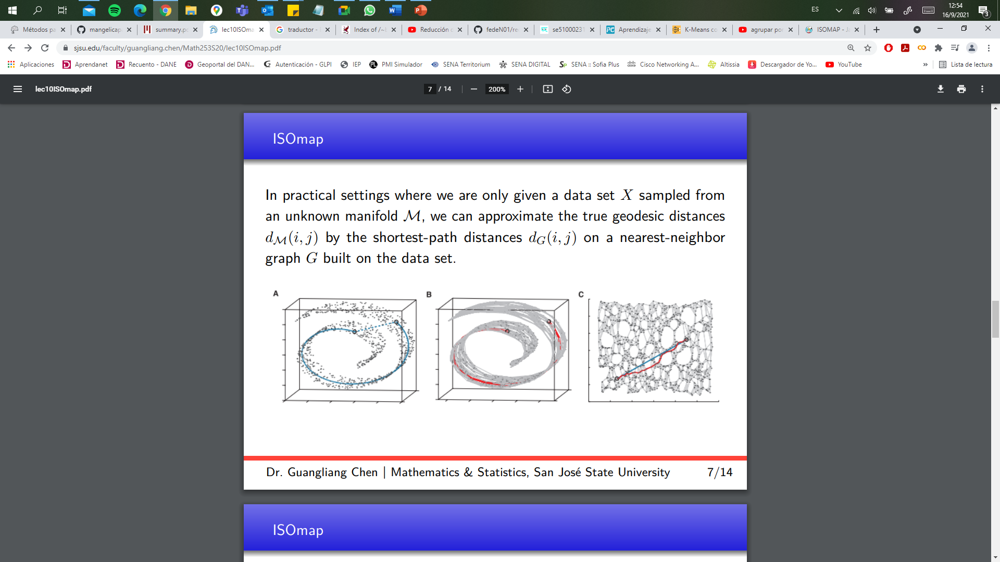 ES
12:54
16/9/2021
3
Métodos pa
mangelicap
summary.pc
lec10ISOma
traductor -
Index of /~
Reducción
fedeN01/re
se51000231
Aprendizaje
K-Means co
agrupar po
ISOMAP - J
sjsu.edu/faculty/guangliang.chen/Math253S20/lec10ISOmap.pdf
Aplicaciones
Aprendanet
Recuento - DANE
Geoportal del DAN...
Autenticación - GLPI
IEP
PMI Simulador
SENA Territorium
SENA DIGITAL
SENA :: Sofia Plus
Cisco Networking A...
Altissia
Descargador de Yo...
YouTube
»
Lista de lectura
lec10ISOmap.pdf
7 / 14
200%
ISOmap
In practical settings where we are only given a data set X sampled from
an unknown manifold ℳ, we can approximate the true geodesic distances
d_ℳ(i, j) by the shortest-path distances d_G(i, j) on a nearest-neighbor
graph G built on the data set.
A B C
Dr. Guangliang Chen | Mathematics & Statistics, San José State University 7/14
ISOmap